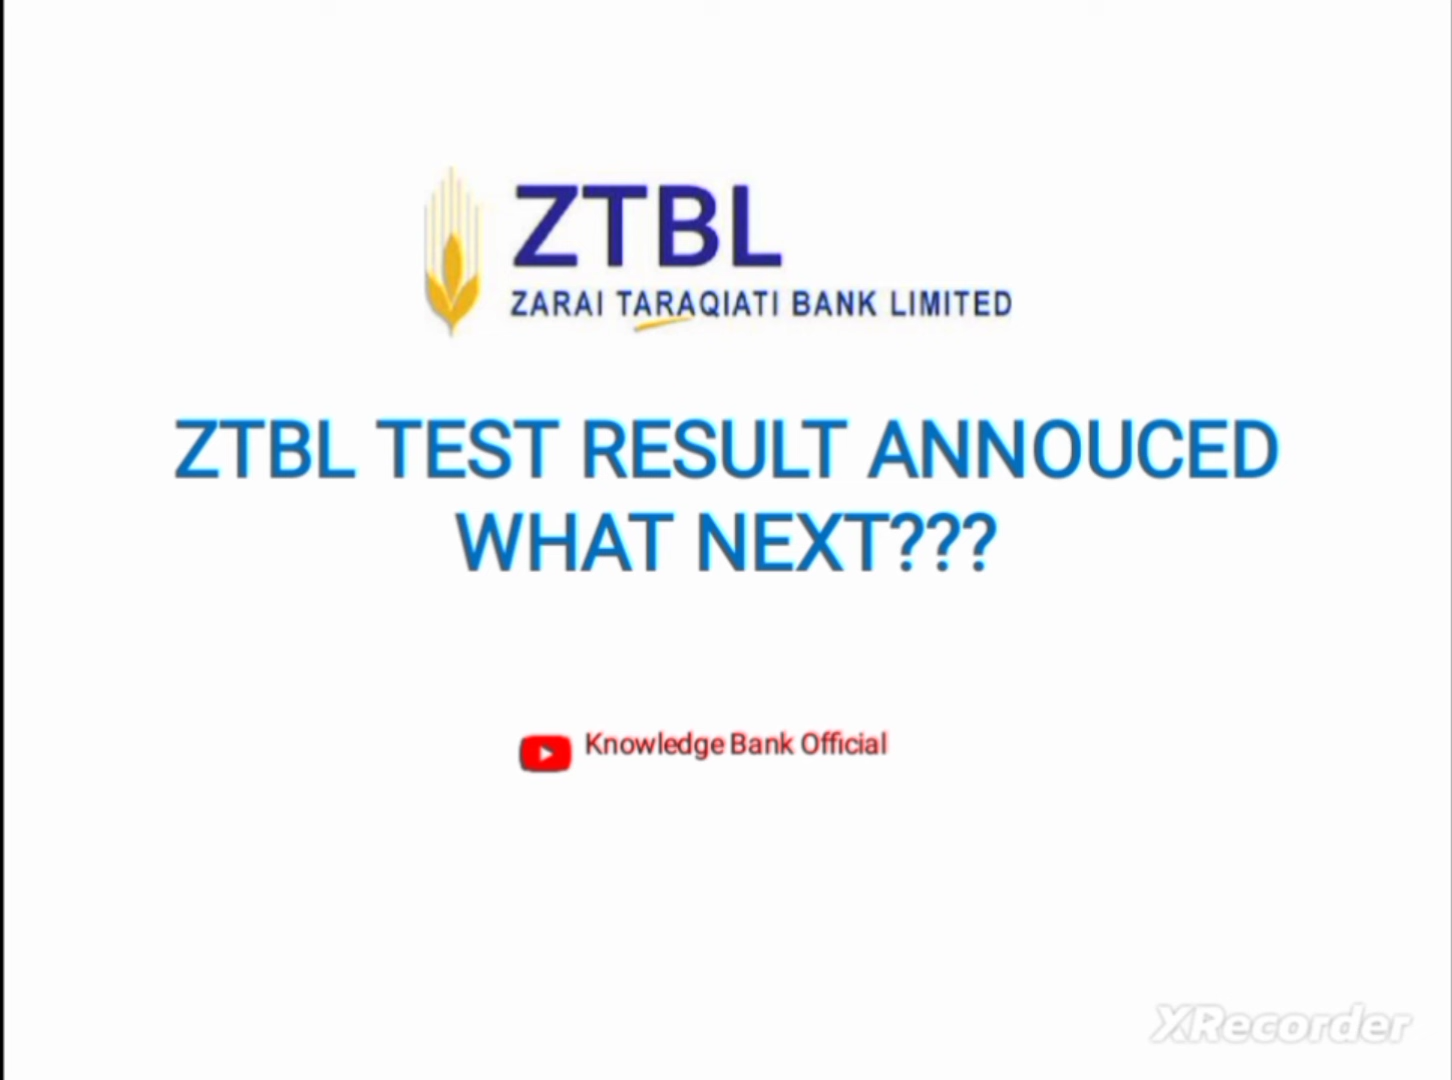 ZTBL
ZARAI TARAQIATI BANK LIMITED
ZTBL TEST RESULT ANNOUCED
WHAT NEXT???
Knowledge Bank Official
XRecorder